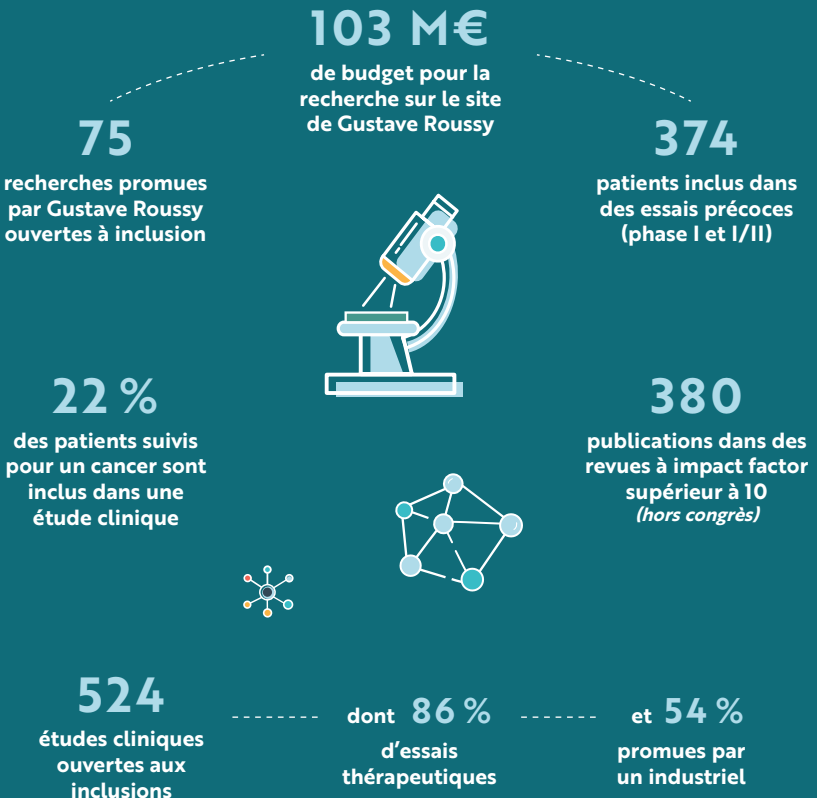 103 M€
de budget pour la
recherche sur le site
de Gustave Roussy
75
recherches promues
par Gustave Roussy
ouvertes à inclusion
374
patients inclus dans
des essais précoces
(phase I et I/II)
22 %
des patients suivis
pour un cancer sont
inclus dans une
étude clinique
380
publications dans des
revues à impact factor
supérieur à 10
(hors congrès)
524
études cliniques
ouvertes aux
inclusions
dont 86 %
d'essais
thérapeutiques
et 54 %
promues par
un industriel